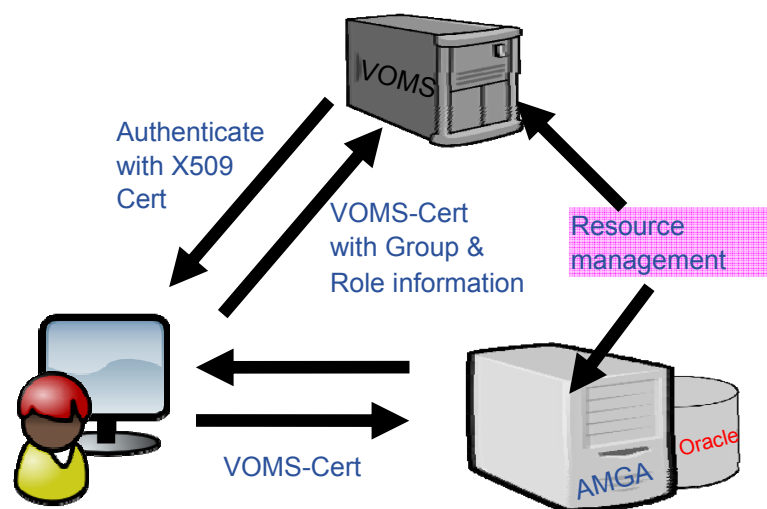 VOMS
Authenticate
with X509
Cert
VOMS-Cert
with Group &
Role information
Resource
management
VOMS-Cert
AMGA
Oracle